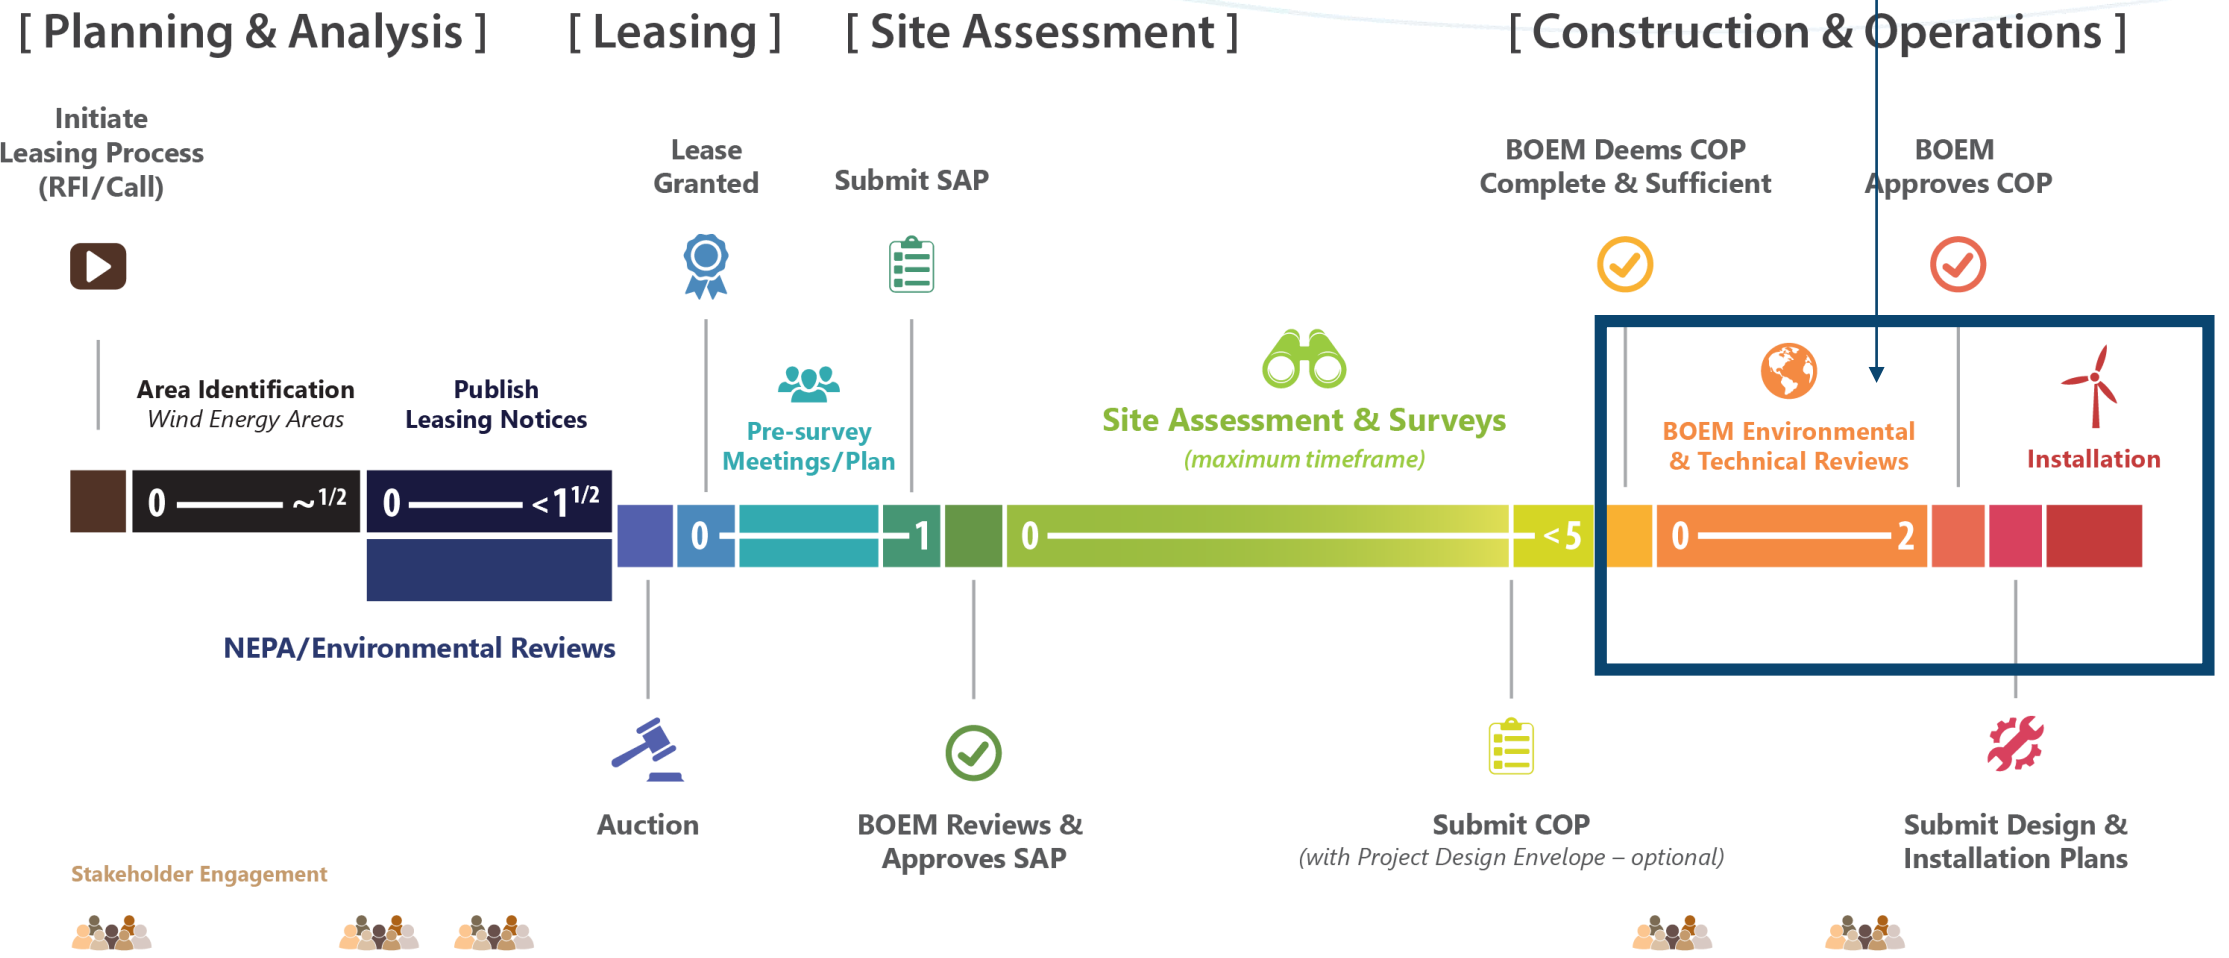 [ Planning & Analysis ]
[ Leasing ]
[ Site Assessment ]
[ Construction & Operations ]
Initiate
Leasing Process
(RFI/Call)
Lease
Granted
Submit SAP
BOEM Deems COP
Complete & Sufficient
BOEM
Approves COP
Area Identification
Wind Energy Areas
Publish
Leasing Notices
Pre-survey
Meetings/Plan
Site Assessment & Surveys
(maximum timeframe)
BOEM Environmental
& Technical Reviews
Installation
0 ~1/2
0 <1 1/2
0 1
0 <5
0 2
NEPA/Environmental Reviews
Auction
BOEM Reviews &
Approves SAP
Submit COP
(with Project Design Envelope – optional)
Submit Design &
Installation Plans
Stakeholder Engagement